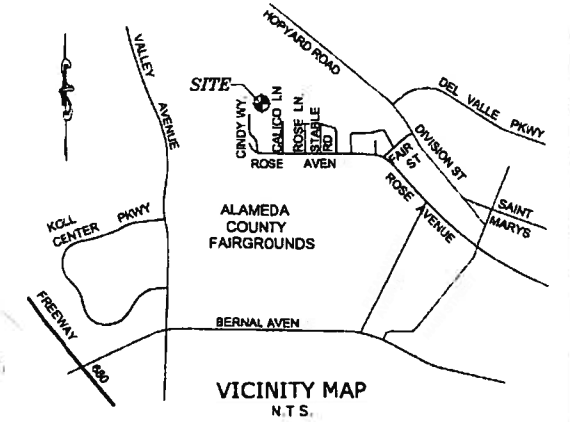 HOPYARD ROAD
VALLEY
AVENUE
SITE
DEL VALLE PKWY
CINDY WY.
CALICO LN
ROSE LN.
STABLE
RD
DIVISION ST
FAIR
ST
ROSE AVEN
ROSE AVENUE
SAINT
MARYS
ALAMEDA
COUNTY
FAIRGROUNDS
KOLL
CENTER PKWY
FREEWAY
680
BERNAL AVEN
VICINITY MAP
N.T.S.